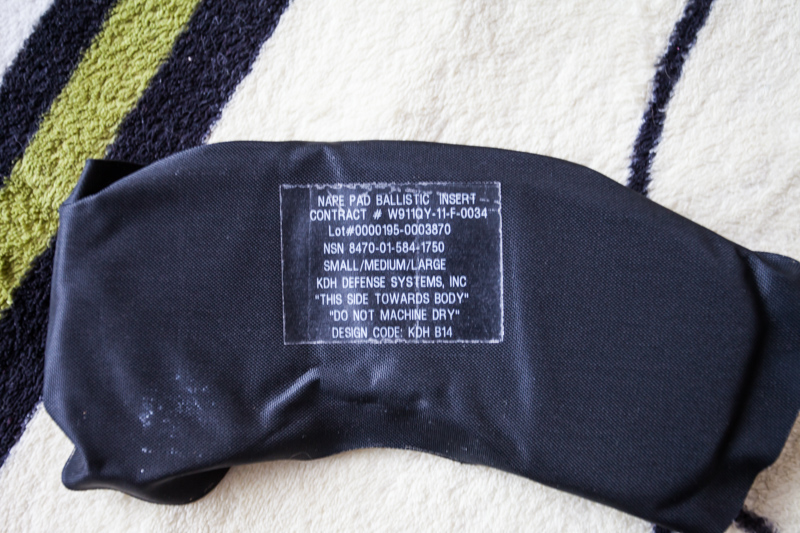 NAPE PAD BALLISTIC INSERT
CONTRACT # W911QY-11-F-0034
Lot#0000195-0003870
NSN 8470-01-584-1750
SMALL/MEDIUM/LARGE
KDH DEFENSE SYSTEMS, INC
"THIS SIDE TOWARDS BODY"
"DO NOT MACHINE DRY"
DESIGN CODE: KDH B14